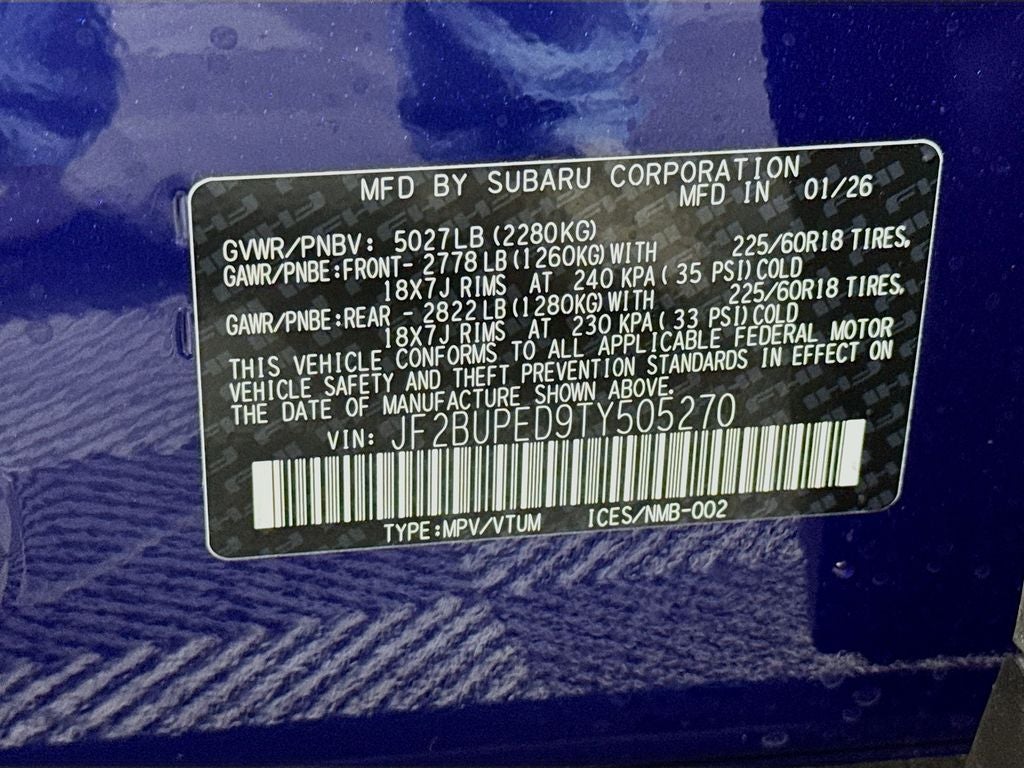 MFD BY SUBARU CORPORATION
MFD IN 01/26
GVWR/PNBV: 5027LB (2280KG)
GAWR/PNBE:FRONT- 2778 LB (1260KG) WITH 225/60R18 TIRES,
18X7J RIMS AT 240 KPA ( 35 PSI) COLD
GAWR/PNBE:REAR - 2822 LB (1280KG) WITH 225/60R18 TIRES,
18X7J RIMS AT 230 KPA ( 33 PSI) COLD
THIS VEHICLE CONFORMS TO ALL APPLICABLE FEDERAL MOTOR
VEHICLE SAFETY AND THEFT PREVENTION STANDARDS IN EFFECT ON
THE DATE OF MANUFACTURE SHOWN ABOVE.
VIN: JF2BUPED9TY505270
TYPE:MPV/VTUM ICES/NMB-002